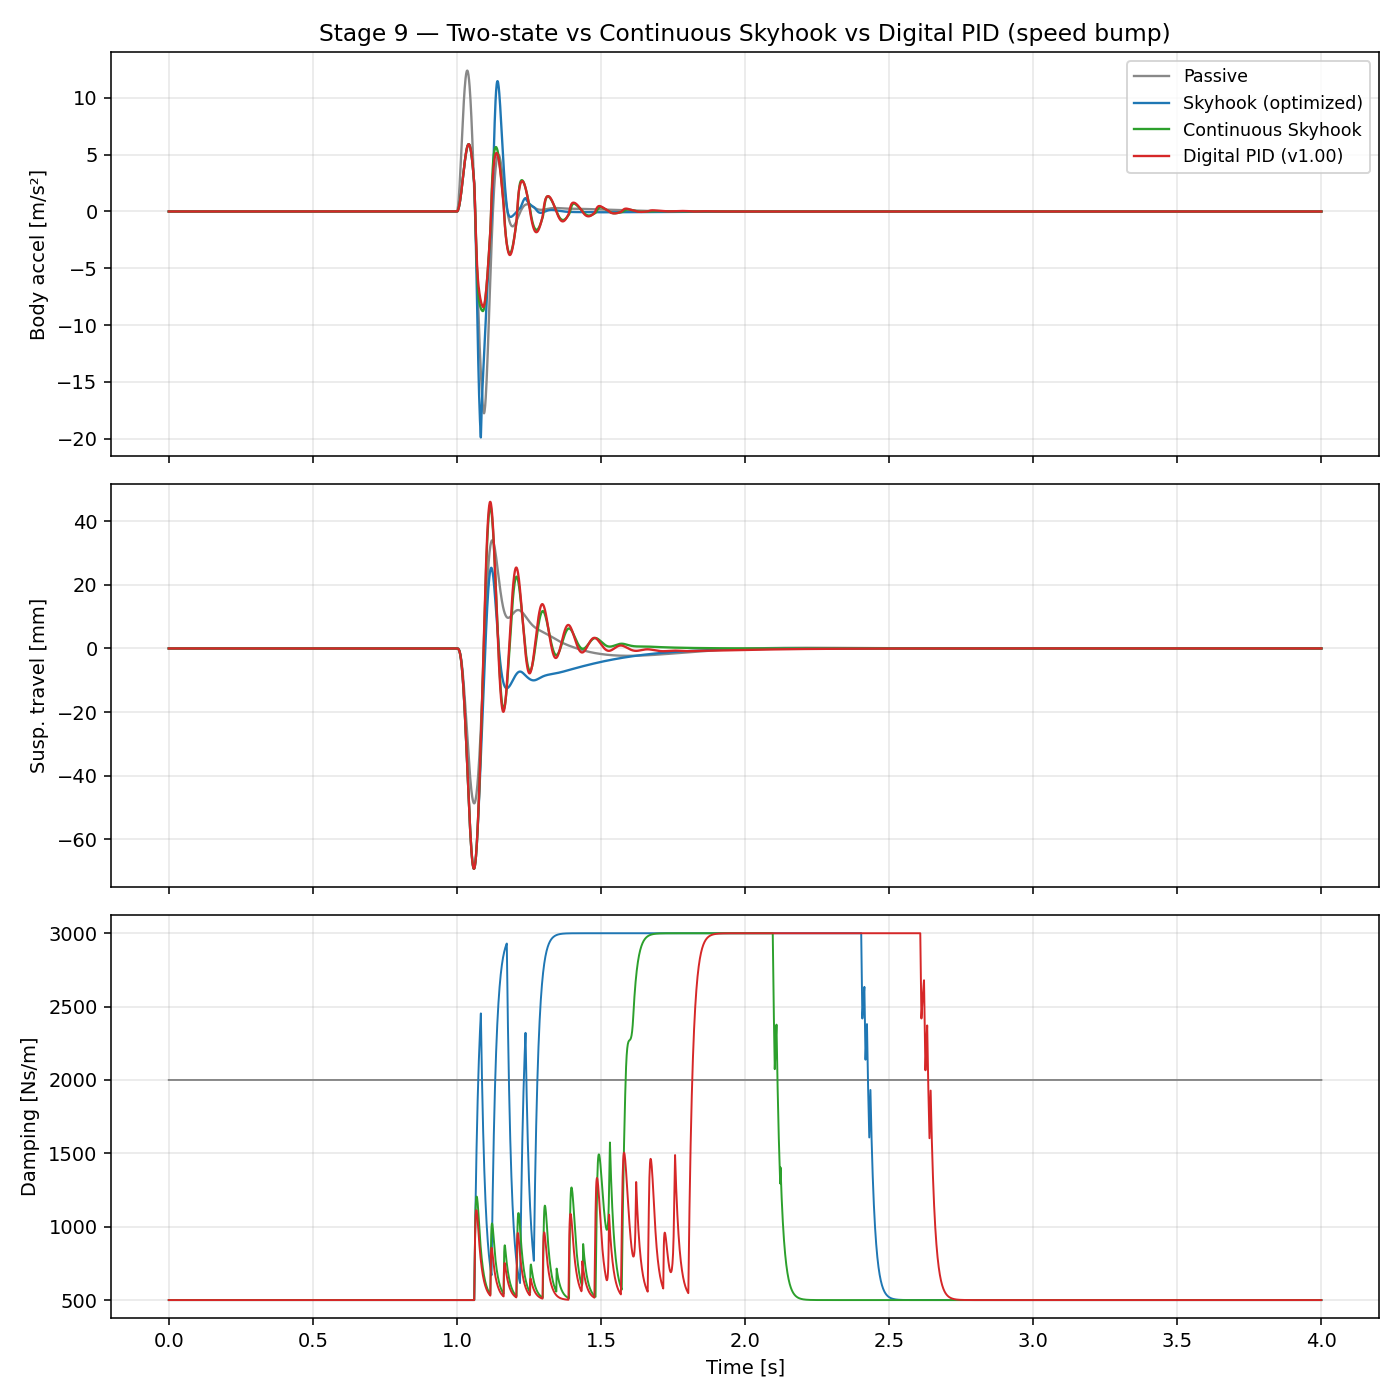 Stage 9 — Two-state vs Continuous Skyhook vs Digital PID (speed bump)
Passive
Skyhook (optimized)
Continuous Skyhook
Digital PID (v1.00)
Body accel [m/s²]
10
5
0
−5
−10
−15
−20
Susp. travel [mm]
40
20
0
−20
−40
−60
Damping [Ns/m]
3000
2500
2000
1500
1000
500
0.0 0.5 1.0 1.5 2.0 2.5 3.0 3.5 4.0
Time [s]